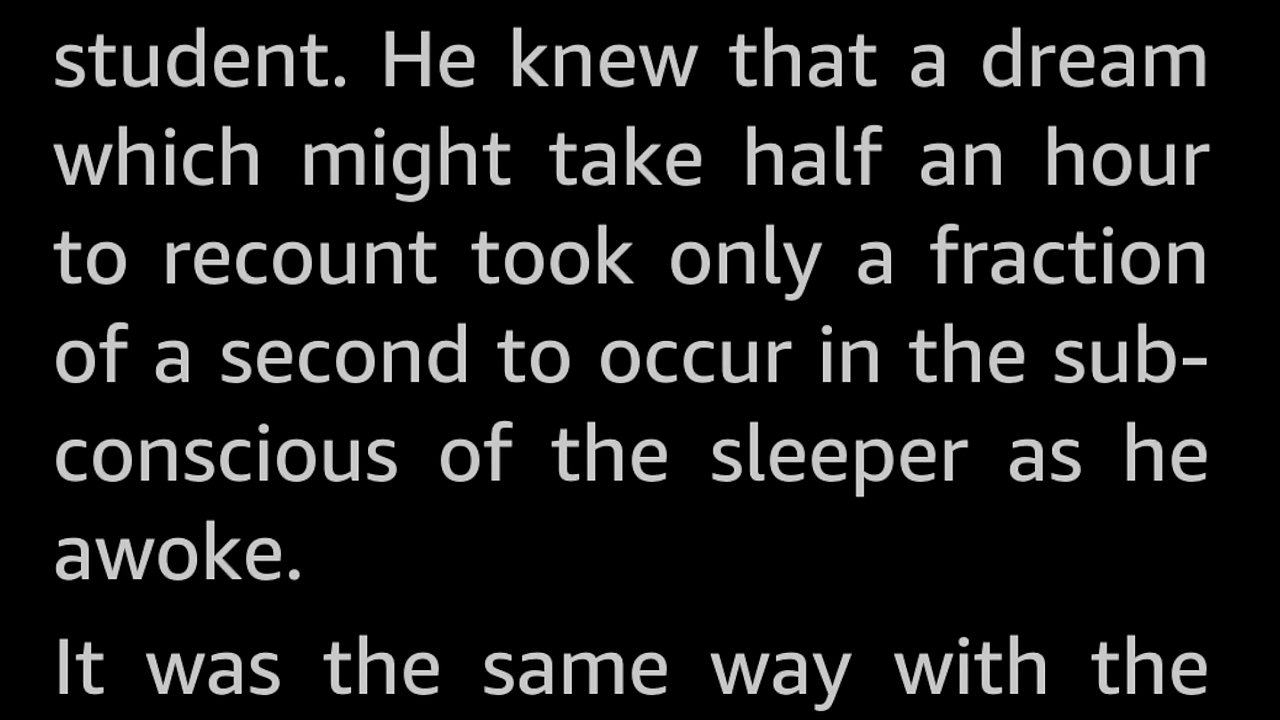 student. He knew that a dream
which might take half an hour
to recount took only a fraction
of a second to occur in the sub-
conscious of the sleeper as he
awoke.
It was the same way with the